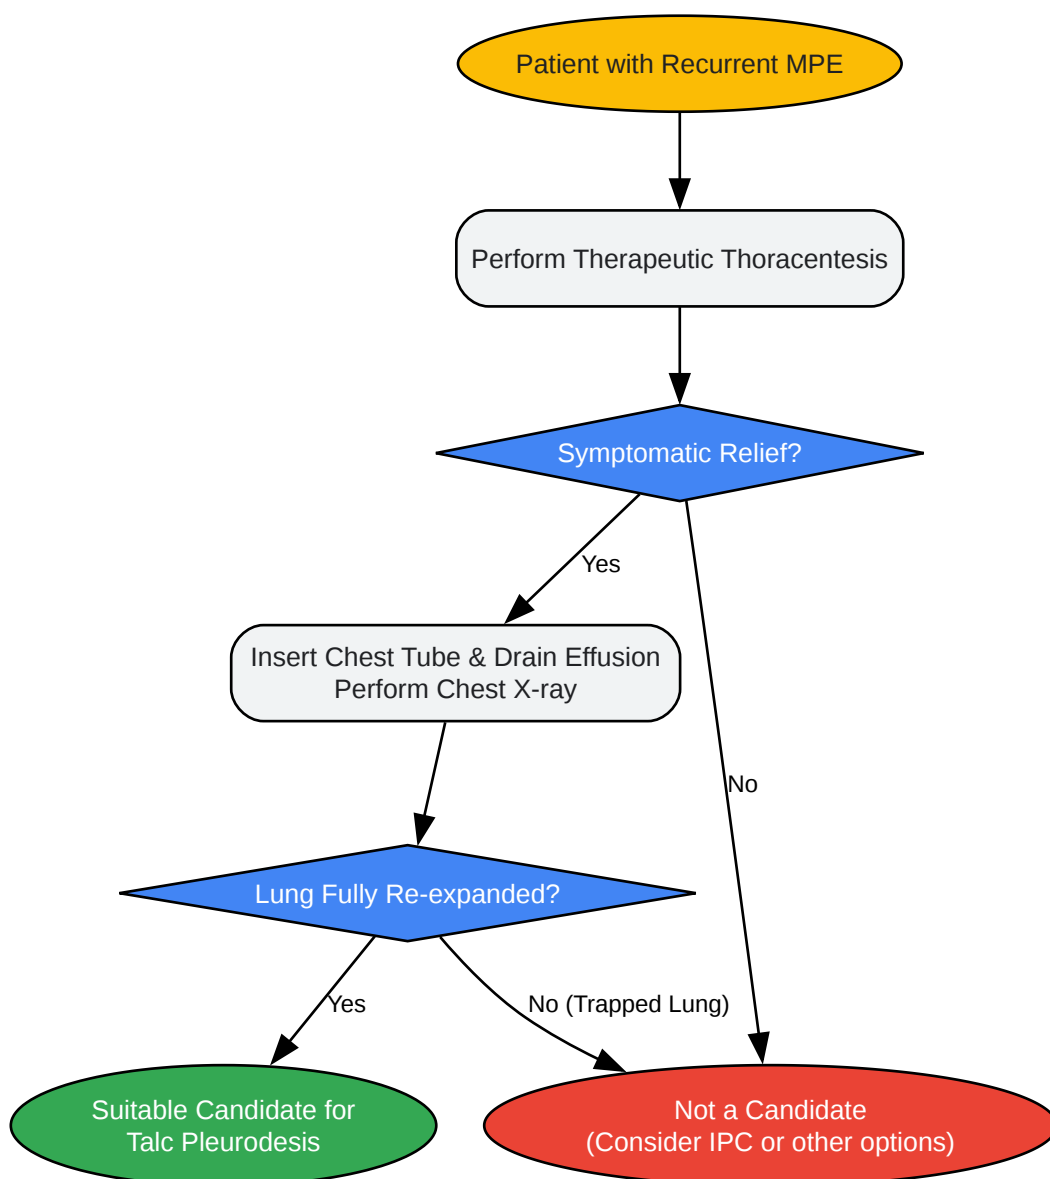 Patient with Recurrent MPE
Perform Therapeutic Thoracentesis
Symptomatic Relief?
Yes
Insert Chest Tube & Drain Effusion
Perform Chest X-ray
No
Lung Fully Re-expanded?
Yes
No (Trapped Lung)
Suitable Candidate for
Talc Pleurodesis
Not a Candidate
(Consider IPC or other options)